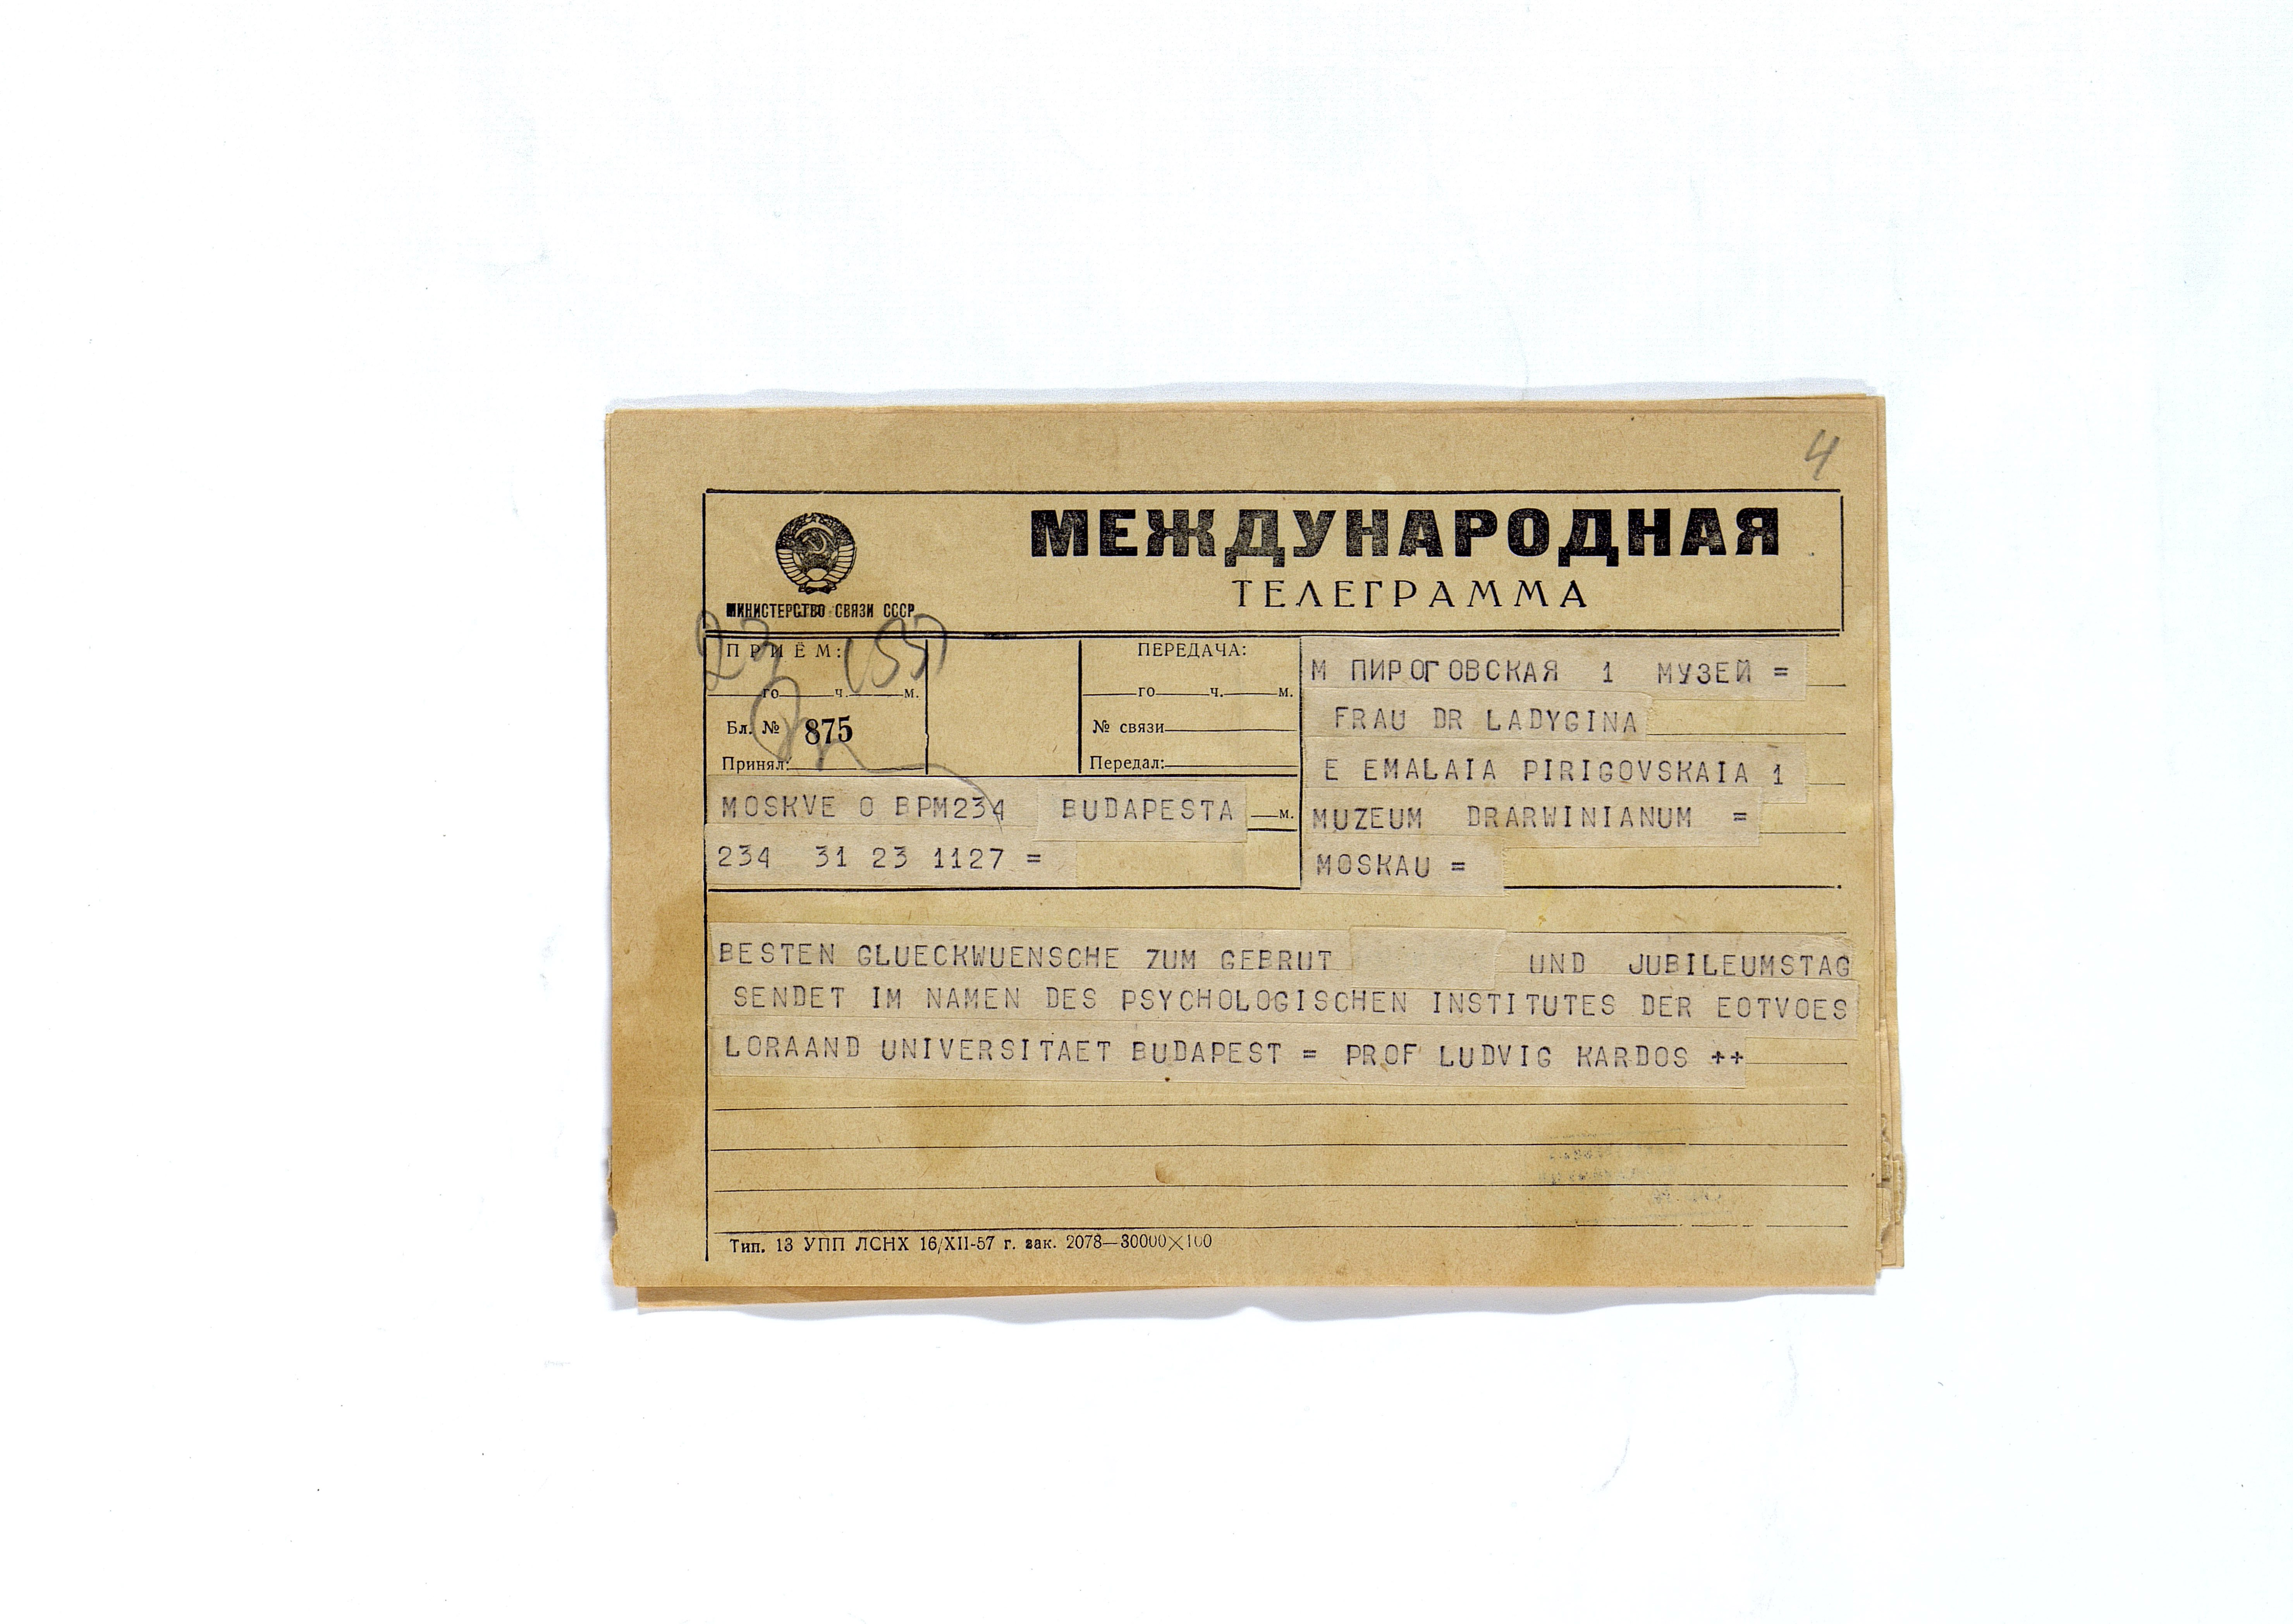 4
МЕЖДУНАРОДНАЯ
ТЕЛЕГРАММА
МИНИСТЕРСТВО СВЯЗИ СССР
23 (55)
ПРИЁМ:
го ч. м.
Бл. № 875
Принял:
ПЕРЕДАЧА:
го ч. м.
№ связи
Передал:
М ПИРОГОВСКАЯ 1 МУЗЕЙ =
FRAU DR LADYGINA
E EMALAIA PIRIGOVSKAIA 1
MUZEUM DRARWINIANUM =
MOSKAU =
MOSKVE 0 BPM234 BUDAPESTA м.
234 31 23 1127 =
BESTEN GLUECKWUENSCHE ZUM GEBRUT UND JUBILEUMSTAG
SENDET IM NAMEN DES PSYCHOLOGISCHEN INSTITUTES DER EOTVOES
LORAAND UNIVERSITAET BUDAPEST = PROF LUDVIG KARDOS ++
Тип. 13 УПП ЛСНХ 16/XII-57 г. зак. 2078—30000×100